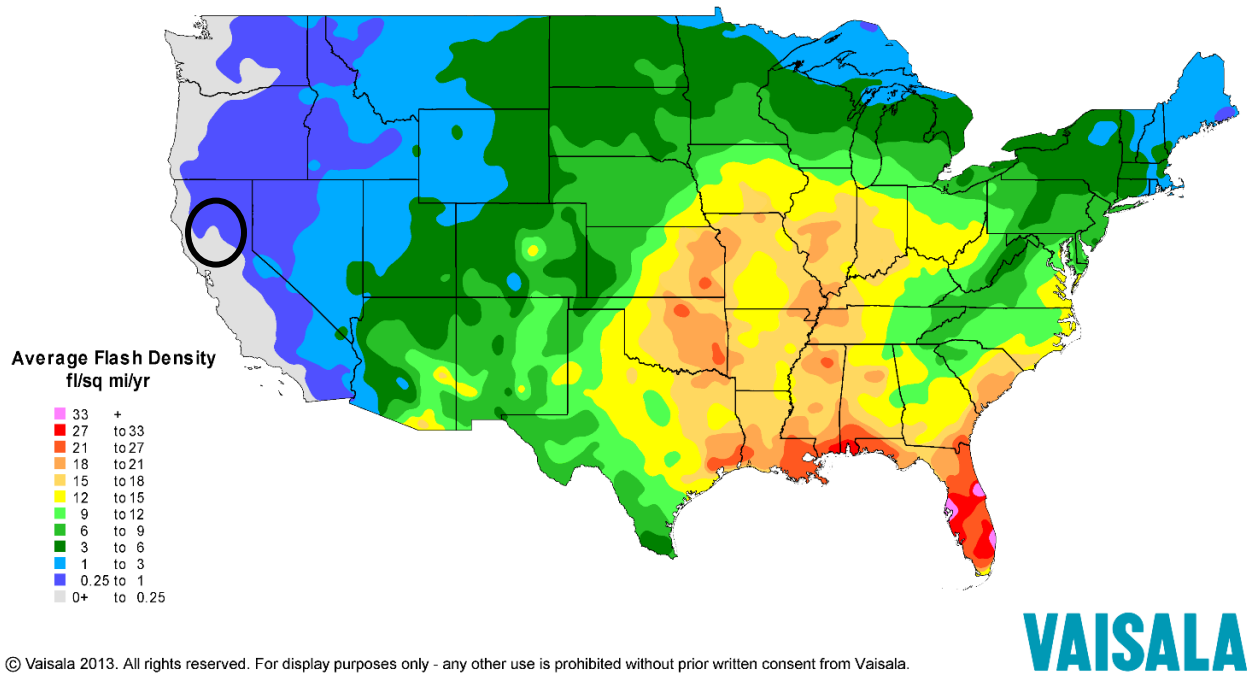 Average Flash Density
fl/sq mi/yr
33 +
27 to 33
21 to 27
18 to 21
15 to 18
12 to 15
9 to 12
6 to 9
3 to 6
1 to 3
0.25 to 1
0+ to 0.25
VAISALA
© Vaisala 2013. All rights reserved. For display purposes only - any other use is prohibited without prior written consent from Vaisala.